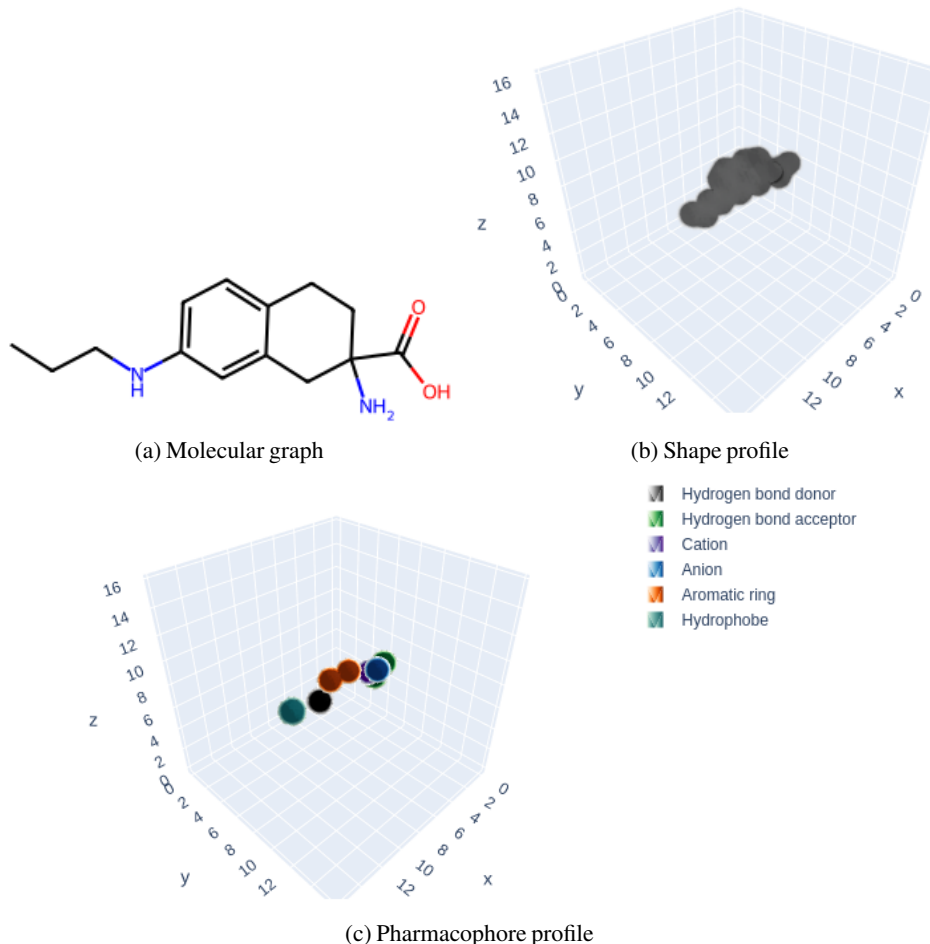 16
14
12
10
8
6
4
2
0
z
0
2
4
6
8
10
12
y
0
2
4
6
8
10
12
x
O
OH
NH₂
N
H
(a) Molecular graph
(b) Shape profile
Hydrogen bond donor
Hydrogen bond acceptor
Cation
Anion
Aromatic ring
Hydrophobe
16
14
12
10
8
6
4
2
0
z
0
2
4
6
8
10
12
y
0
2
4
6
8
10
12
x
(c) Pharmacophore profile